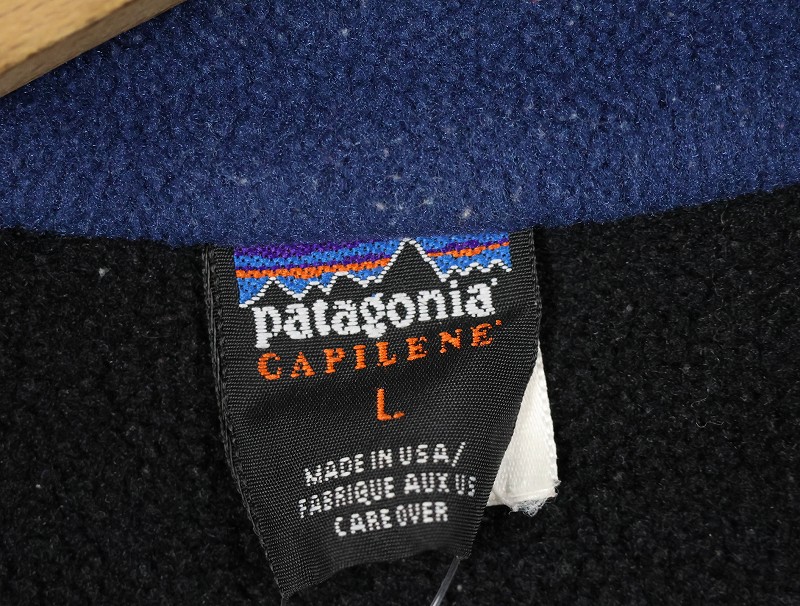 patagonia®
CAPILENE®
L
MADE IN USA/
FABRIQUE AUX US
CARE OVER